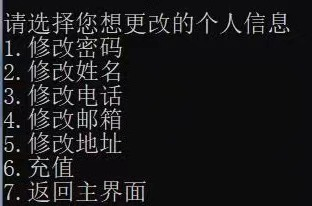 请选择您想更改的个人信息
1.修改密码
2.修改姓名
3.修改电话
4.修改邮箱
5.修改地址
6.充值
7.返回主界面